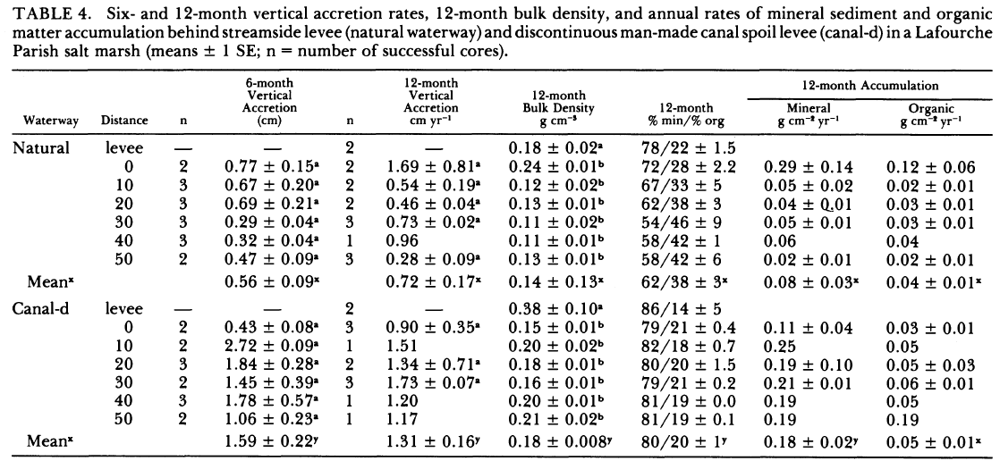 TABLE 4. Six- and 12-month vertical accretion rates, 12-month bulk density, and annual rates of mineral sediment and organic
matter accumulation behind streamside levee (natural waterway) and discontinuous man-made canal spoil levee (canal-d) in a Lafourche
Parish salt marsh (means ± 1 SE; n = number of successful cores).
6-month 12-month 12-month Accumulation
Vertical Vertical 12-month
Accretion Accretion Bulk Density 12-month Mineral Organic
Waterway Distance n (cm) n cm yr⁻¹ g cm⁻³ % min/% org g cm⁻² yr⁻¹ g cm⁻² yr⁻¹
Natural levee — — 2 — 0.18 ± 0.02ᵃ 78/22 ± 1.5
0 2 0.77 ± 0.15ᵃ 2 1.69 ± 0.81ᵃ 0.24 ± 0.01ᵇ 72/28 ± 2.2 0.29 ± 0.14 0.12 ± 0.06
10 3 0.67 ± 0.20ᵃ 2 0.54 ± 0.19ᵃ 0.12 ± 0.02ᵇ 67/33 ± 5 0.05 ± 0.02 0.02 ± 0.01
20 3 0.69 ± 0.21ᵃ 2 0.46 ± 0.04ᵃ 0.13 ± 0.01ᵇ 62/38 ± 3 0.04 ± 0.01 0.03 ± 0.01
30 3 0.29 ± 0.04ᵃ 3 0.73 ± 0.02ᵃ 0.11 ± 0.02ᵇ 54/46 ± 9 0.05 ± 0.01 0.03 ± 0.01
40 3 0.32 ± 0.04ᵃ 1 0.96 0.11 ± 0.01ᵇ 58/42 ± 1 0.06 0.04
50 2 0.47 ± 0.09ᵃ 3 0.28 ± 0.09ᵃ 0.13 ± 0.01ᵇ 58/42 ± 6 0.02 ± 0.01 0.02 ± 0.01
Meanˣ 0.56 ± 0.09ˣ 0.72 ± 0.17ˣ 0.14 ± 0.13ˣ 62/38 ± 3ˣ 0.08 ± 0.03ˣ 0.04 ± 0.01ˣ
Canal-d levee — — 2 — 0.38 ± 0.10ᵃ 86/14 ± 5
0 2 0.43 ± 0.08ᵃ 3 0.90 ± 0.35ᵃ 0.15 ± 0.01ᵇ 79/21 ± 0.4 0.11 ± 0.04 0.03 ± 0.01
10 2 2.72 ± 0.09ᵃ 1 1.51 0.20 ± 0.02ᵇ 82/18 ± 0.7 0.25 0.05
20 3 1.84 ± 0.28ᵃ 2 1.34 ± 0.71ᵃ 0.18 ± 0.01ᵇ 80/20 ± 1.5 0.19 ± 0.10 0.05 ± 0.03
30 2 1.45 ± 0.39ᵃ 3 1.73 ± 0.07ᵃ 0.16 ± 0.01ᵇ 79/21 ± 0.2 0.21 ± 0.01 0.06 ± 0.01
40 3 1.78 ± 0.57ᵃ 1 1.20 0.20 ± 0.01ᵇ 81/19 ± 0.0 0.19 0.05
50 2 1.06 ± 0.23ᵃ 1 1.17 0.21 ± 0.02ᵇ 81/19 ± 0.1 0.19 0.19
Meanˣ 1.59 ± 0.22ʸ 1.31 ± 0.16ʸ 0.18 ± 0.008ʸ 80/20 ± 1ʸ 0.18 ± 0.02ʸ 0.05 ± 0.01ˣ